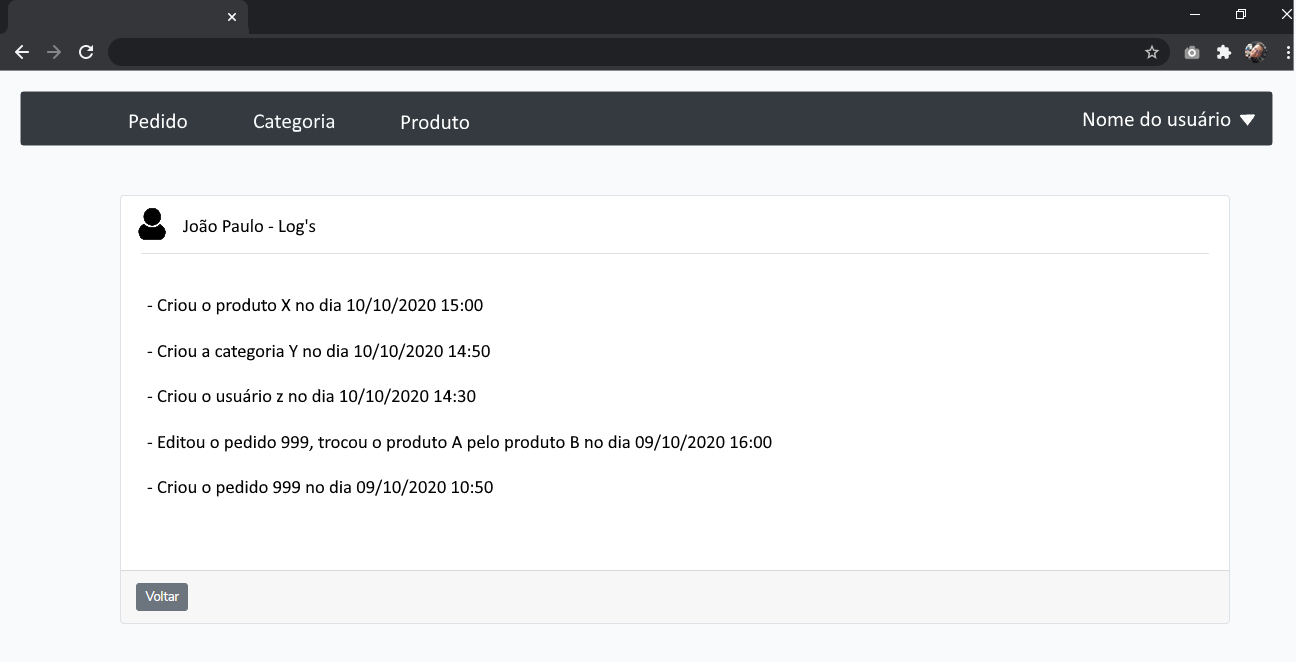 Pedido Categoria Produto Nome do usuário
João Paulo - Log's
- Criou o produto X no dia 10/10/2020 15:00
- Criou a categoria Y no dia 10/10/2020 14:50
- Criou o usuário z no dia 10/10/2020 14:30
- Editou o pedido 999, trocou o produto A pelo produto B no dia 09/10/2020 16:00
- Criou o pedido 999 no dia 09/10/2020 10:50
Voltar